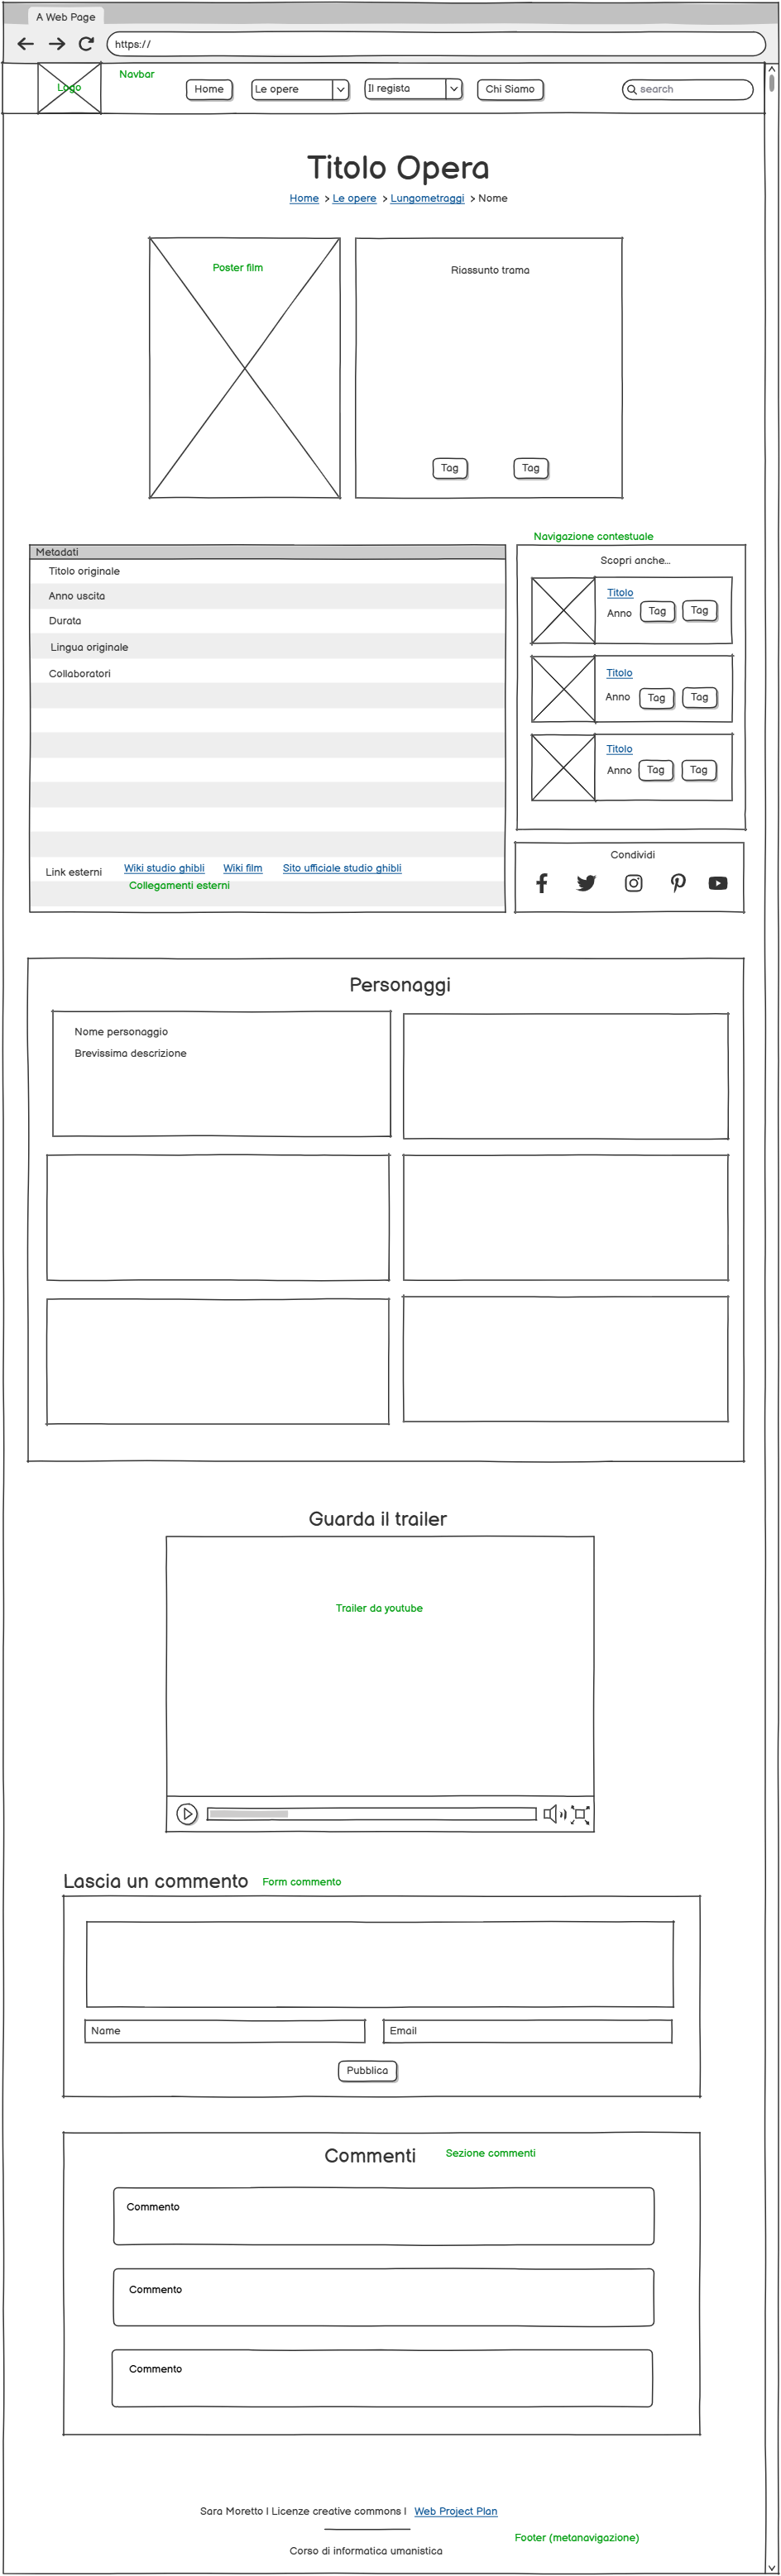 A Web Page
https://
Logo
Navbar
Home
Le opere
Il regista
Chi Siamo
search
Titolo Opera
Home > Le opere > Lungometraggi > Nome
Poster film
Riassunto trama
Tag
Tag
Metadati
Titolo originale
Anno uscita
Durata
Lingua originale
Collaboratori
Link esterni
Wiki studio ghibli
Wiki film
Sito ufficiale studio ghibli
Collegamenti esterni
Navigazione contestuale
Scopri anche...
Titolo
Anno
Tag
Tag
Titolo
Anno
Tag
Tag
Titolo
Anno
Tag
Tag
Condividi
Personaggi
Nome personaggio
Brevissima descrizione
Guarda il trailer
Trailer da youtube
Lascia un commento
Form commento
Name
Email
Pubblica
Commenti
Sezione commenti
Commento
Commento
Commento
Sara Moretto I Licenze creative commons I Web Project Plan
Footer (metanavigazione)
Corso di informatica umanistica